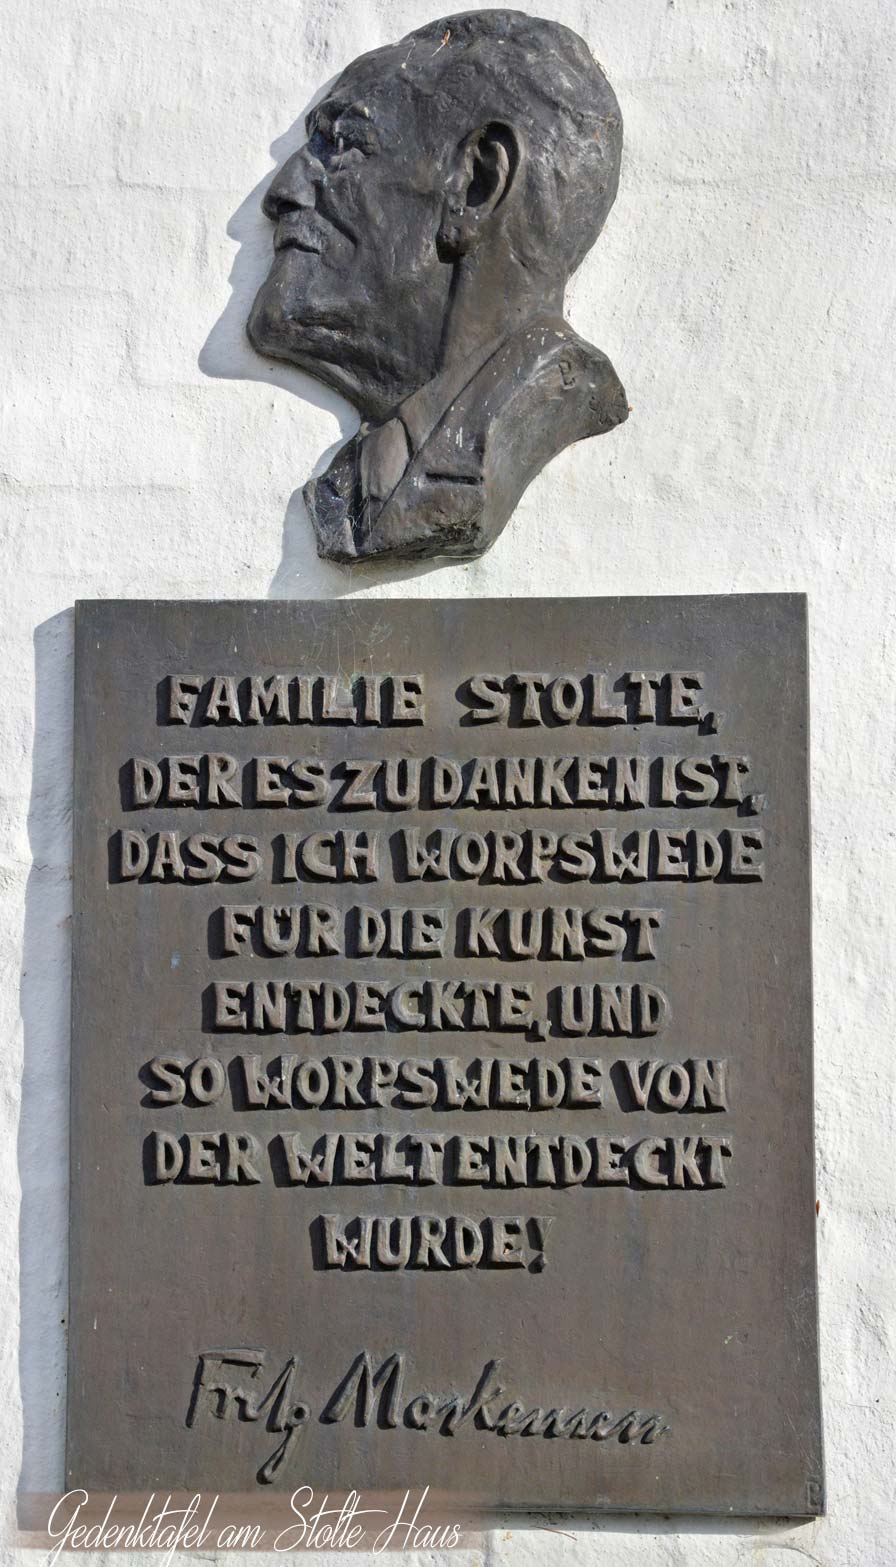 FAMILIE STOLTE,
DER ES ZU DANKEN IST,
DASS ICH WORPSWEDE
FÜR DIE KUNST
ENTDECKTE, UND
SO WORPSWEDE VON
DER WELT ENTDECKT
WURDE!
Fritz Mackensen
Gedenktafel am Stolte Haus